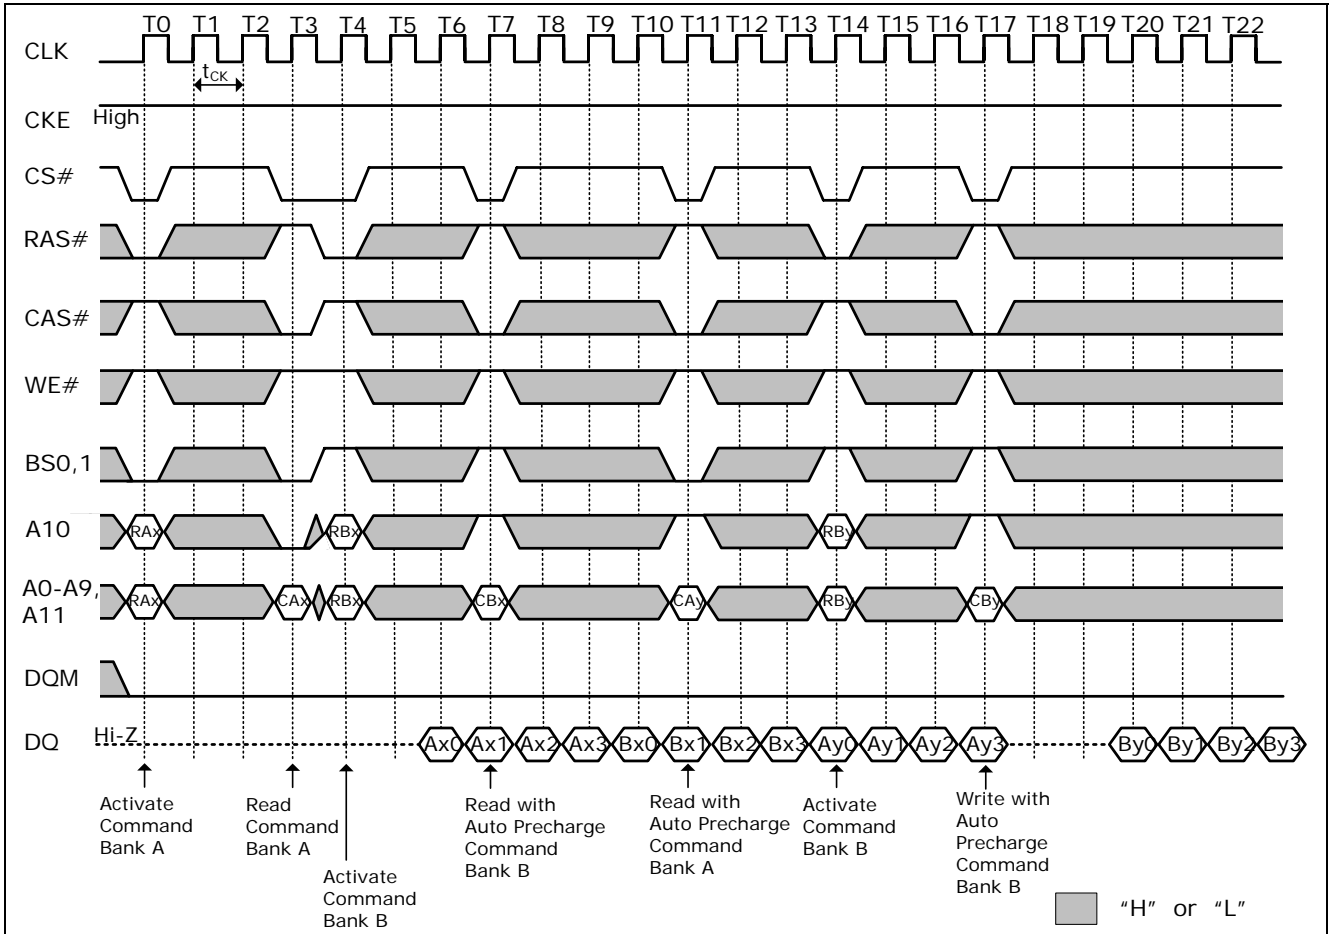 T0 T1 T2 T3 T4 T5 T6 T7 T8 T9 T10 T11 T12 T13 T14 T15 T16 T17 T18 T19 T20 T21 T22
CLK
tCK
CKE High
CS#
RAS#
CAS#
WE#
BS0,1
A10 RAx RBx RBy
A0-A9,
A11
RAx CAx RBx CBx CAy RBy CBy
DQM
DQ Hi-Z Ax0 Ax1 Ax2 Ax3 Bx0 Bx1 Bx2 Bx3 Ay0 Ay1 Ay2 Ay3 By0 By1 By2 By3
Activate
Command
Bank A
Read
Command
Bank A
Activate
Command
Bank B
Read with
Auto Precharge
Command
Bank B
Read with
Auto Precharge
Command
Bank A
Activate
Command
Bank B
Write with
Auto
Precharge
Command
Bank B
"H" or "L"